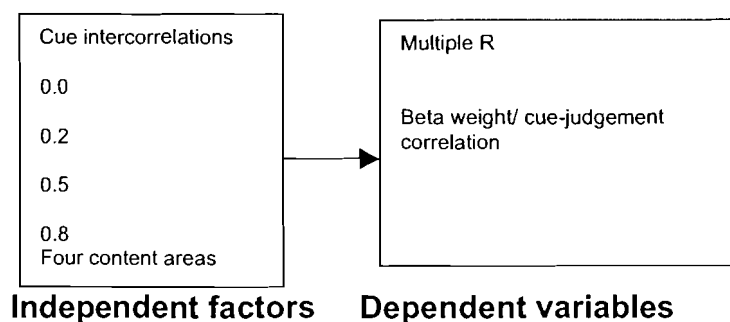 Cue intercorrelations
0.0
0.2
0.5
0.8
Four content areas
Multiple R
Beta weight/ cue-judgement
correlation
Independent factors
Dependent variables